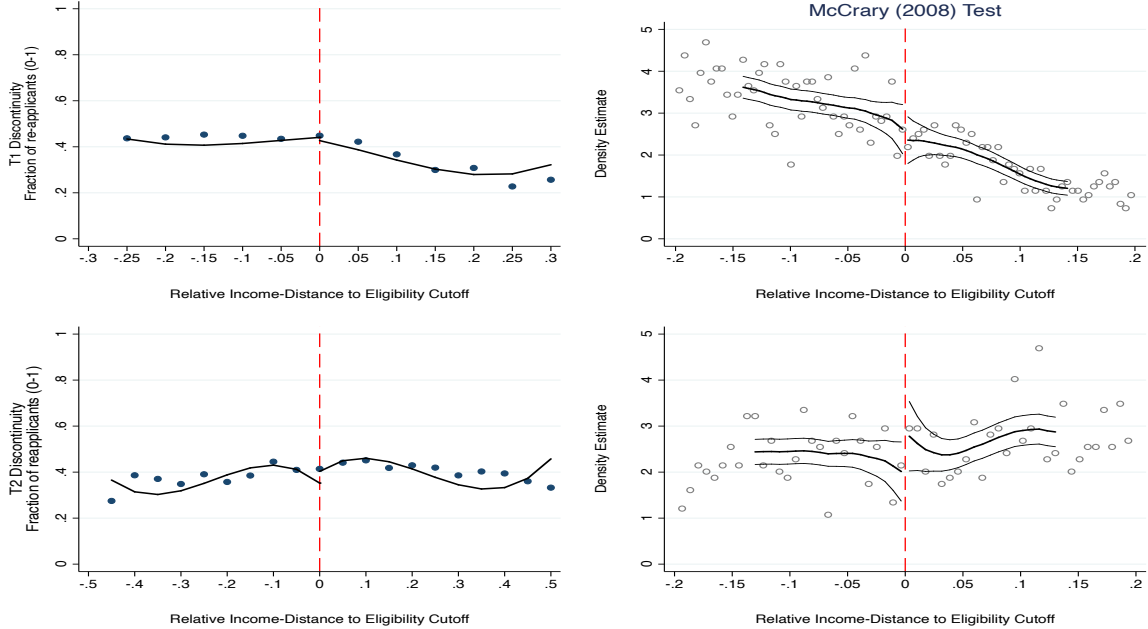 T1 Discontinuity
Fraction of re-applicants (0-1)
1
.8
.6
.4
.2
0
-.3 -.25 -.2 -.15 -.1 -.05 0 .05 .1 .15 .2 .25 .3
Relative Income-Distance to Eligibility Cutoff
McCrary (2008) Test
Density Estimate
5
4
3
2
1
0
-.2 -.15 -.1 -.05 0 .05 .1 .15 .2
Relative Income-Distance to Eligibility Cutoff
T2 Discontinuity
Fraction of reapplicants (0-1)
1
.8
.6
.4
.2
0
-.5 -.4 -.3 -.2 -.1 0 .1 .2 .3 .4 .5
Relative Income-Distance to Eligibility Cutoff
Density Estimate
5
4
3
2
1
0
-.2 -.15 -.1 -.05 0 .05 .1 .15 .2
Relative Income-Distance to Eligibility Cutoff